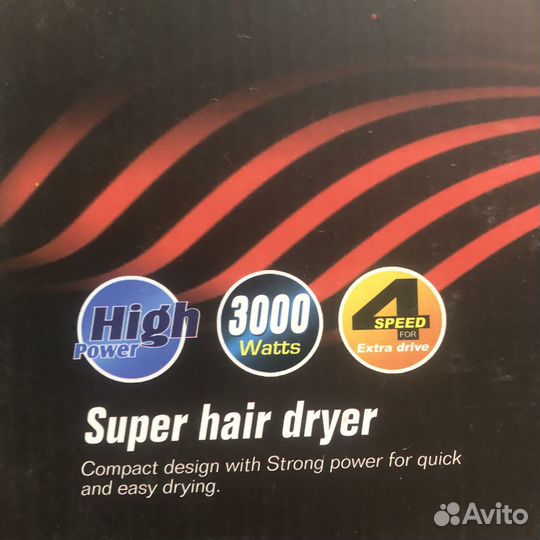 High
Power
3000
Watts
4
SPEED
FOR
Extra drive
Super hair dryer
Compact design with Strong power for quick
and easy drying.
Avito